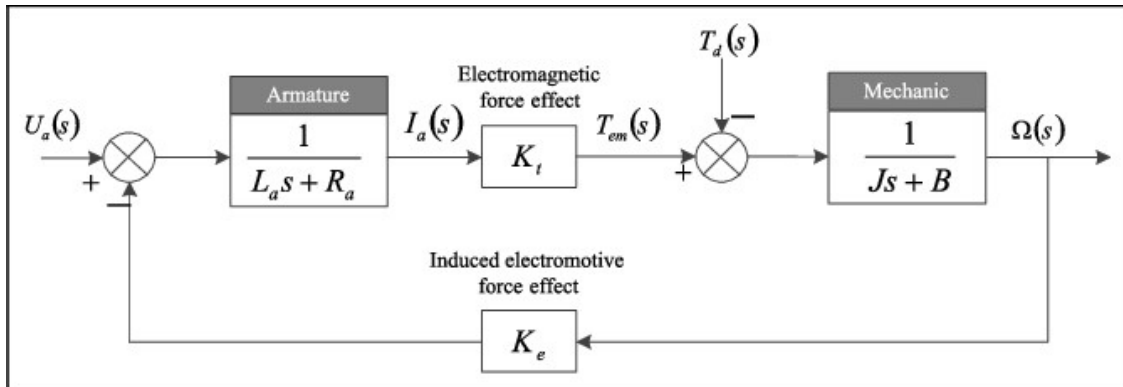 T_d(s)
Electromagnetic
force effect
Armature
Mechanic
U_a(s)
I_a(s)
T_em(s)
Ω(s)
1
L_a s + R_a
K_t
1
Js + B
+
−
+
−
Induced electromotive
force effect
K_e